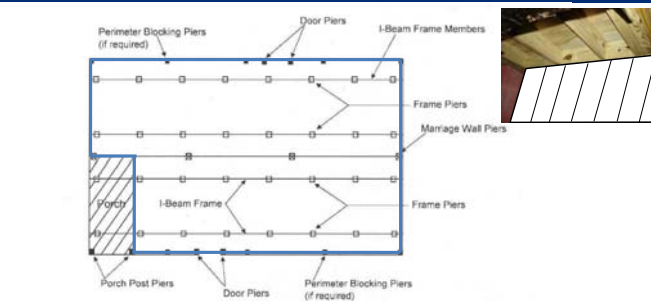 Door Piers
Perimeter Blocking Piers
(if required)
I-Beam Frame Members
Frame Piers
Marriage Wall Piers
Porch
I-Beam Frame
Frame Piers
Porch Post Piers
Door Piers
Perimeter Blocking Piers
(if required)